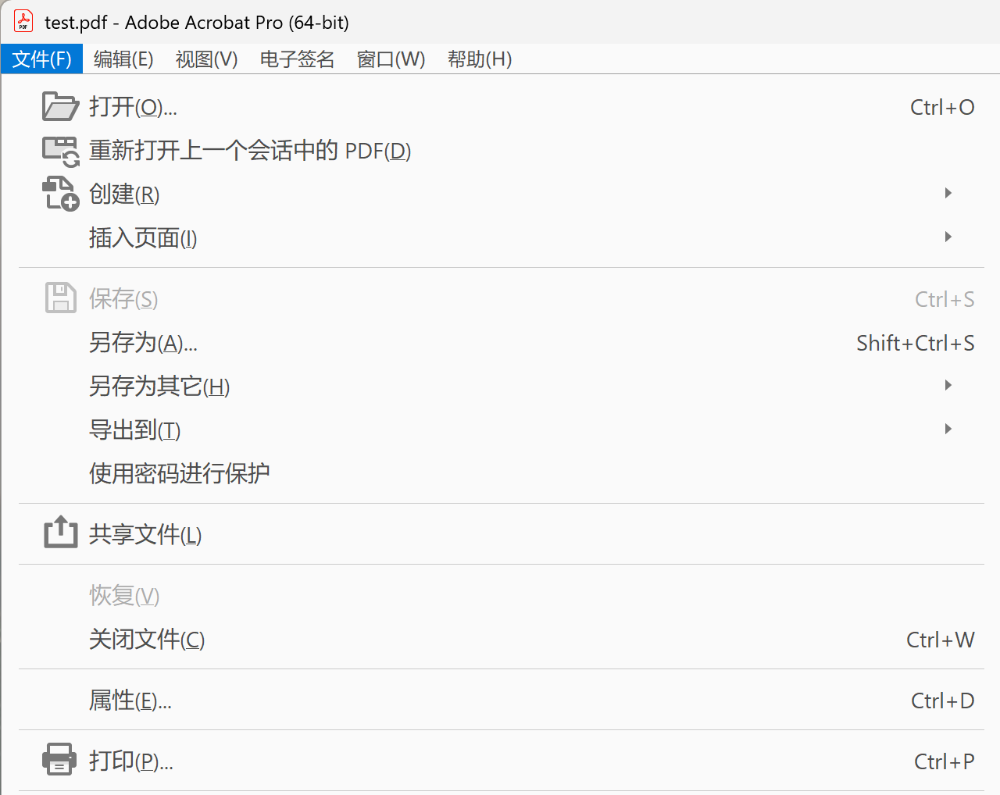 test.pdf - Adobe Acrobat Pro (64-bit)
文件(F) 编辑(E) 视图(V) 电子签名 窗口(W) 帮助(H)
打开(O)... Ctrl+O
重新打开上一个会话中的 PDF(D)
创建(R)
插入页面(I)
保存(S) Ctrl+S
另存为(A)... Shift+Ctrl+S
另存为其它(H)
导出到(T)
使用密码进行保护
共享文件(L)
恢复(V)
关闭文件(C) Ctrl+W
属性(E)... Ctrl+D
打印(P)... Ctrl+P